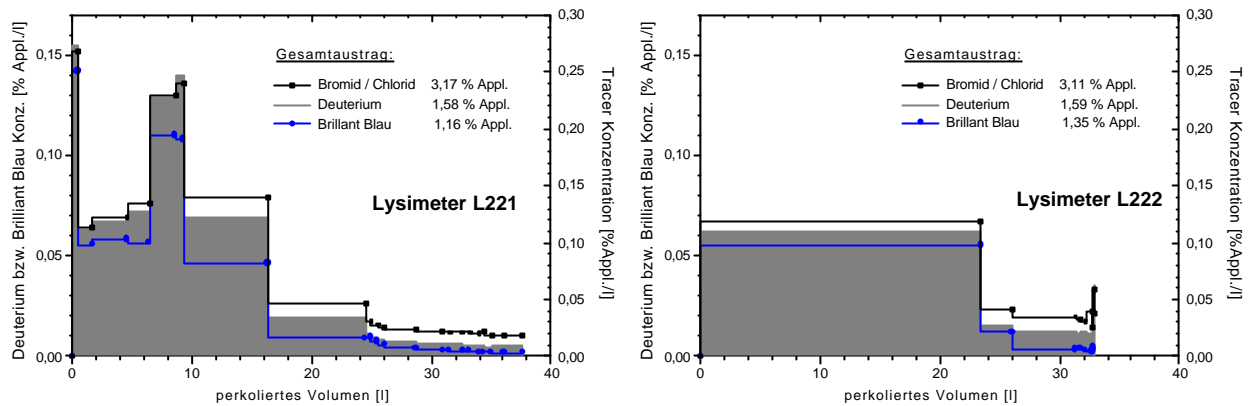 Deuterium bzw. Brilliant Blau Konz. [% Appl./l]
0,15
0,10
0,05
0,00
0,30
0,25
0,20
0,15
0,10
0,05
0,00
Tracer Konzentration [%Appl./l]
Gesamtaustrag:
Bromid / Chlorid 3,17 % Appl.
Deuterium 1,58 % Appl.
Brillant Blau 1,16 % Appl.
Lysimeter L221
0 10 20 30 40
perkoliertes Volumen [l]
Deuterium bzw. Brilliant Blau Konz. [% Appl./l]
0,15
0,10
0,05
0,00
0,30
0,25
0,20
0,15
0,10
0,05
0,00
Tracer Konzentration [%Appl./l]
Gesamtaustrag:
Bromid / Chlorid 3,11 % Appl.
Deuterium 1,59 % Appl.
Brillant Blau 1,35 % Appl.
Lysimeter L222
0 10 20 30 40
perkoliertes Volumen [l]